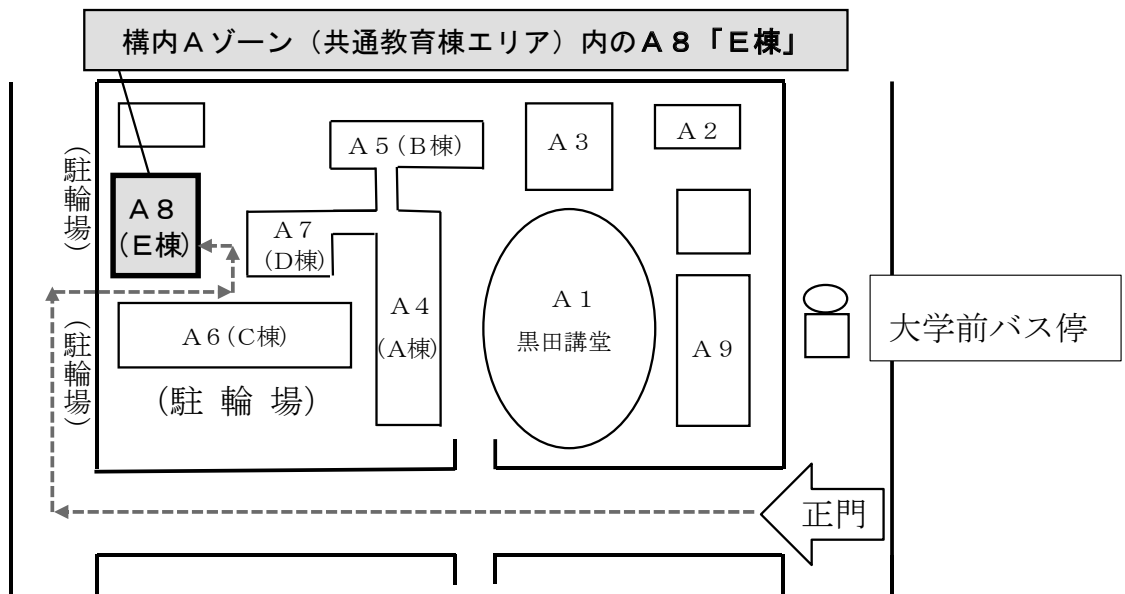 構内Aゾーン（共通教育棟エリア）内のA8「E棟」
A5(B棟)
A3
A2
(駐輪場)
A8
(E棟)
A7
(D棟)
A4
(A棟)
A1
黒田講堂
A9
大学前バス停
A6(C棟)
(駐輪場)
(駐 輪 場)
正門